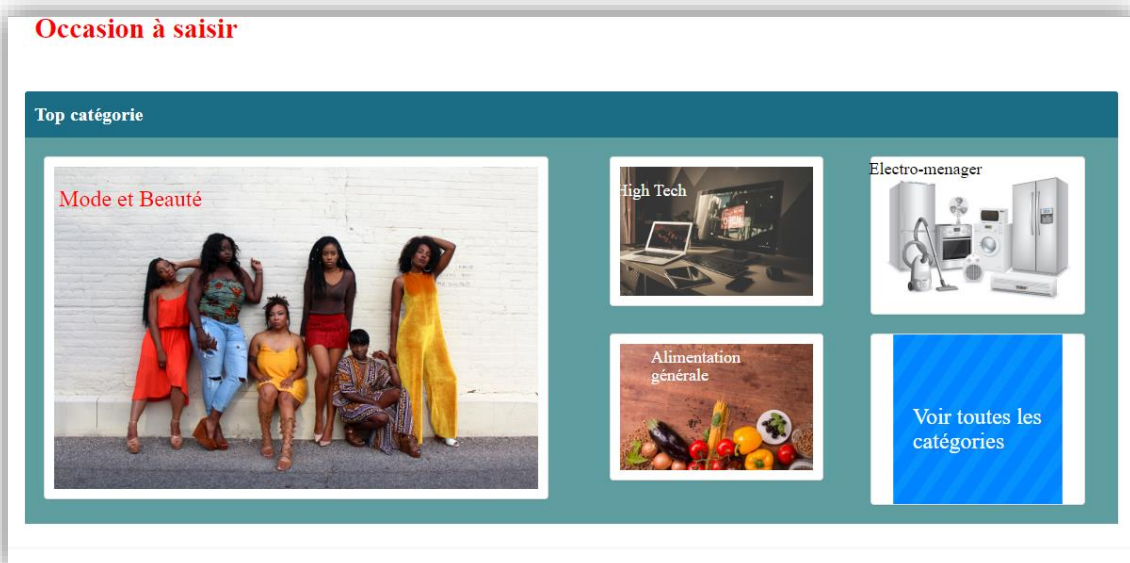 Occasion à saisir
Top catégorie
Mode et Beauté
High Tech
Electro-menager
Alimentation
générale
Voir toutes les
catégories